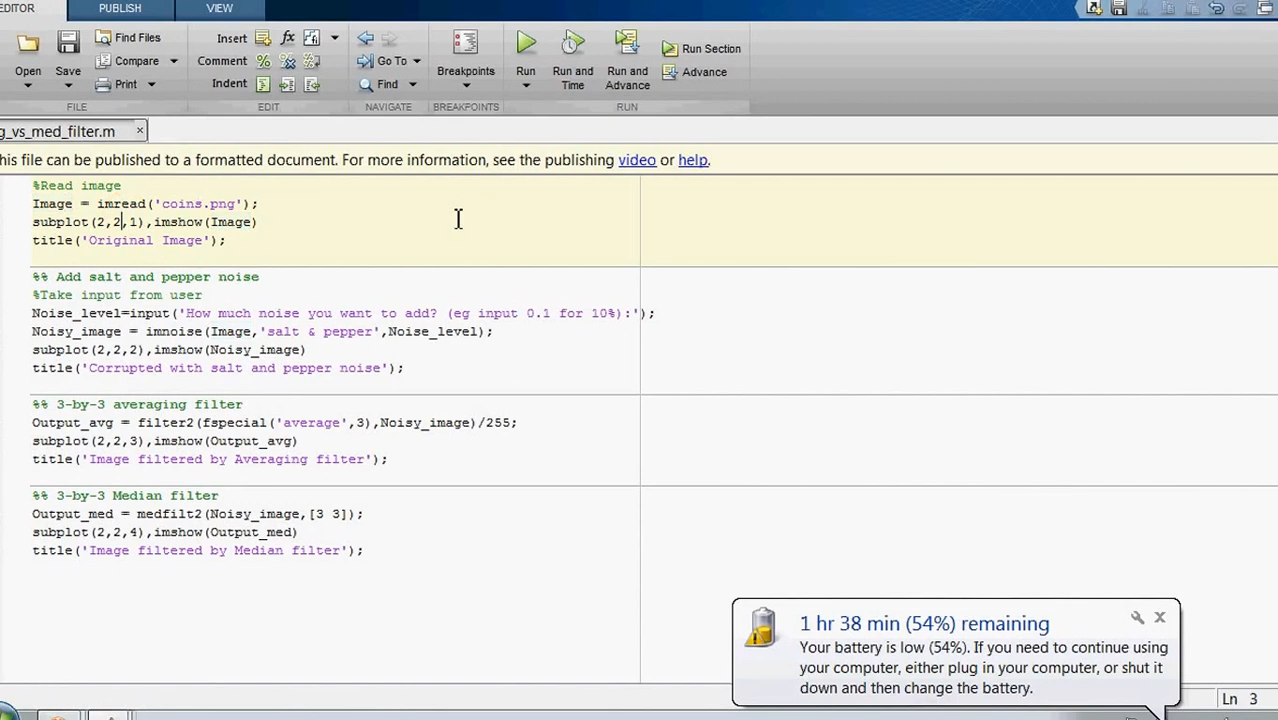 EDITOR PUBLISH VIEW
Find Files Insert fx Run Section
Compare Comment Go To Advance
Open Save Print Indent Find Breakpoints Run Run and Time Run and Advance
FILE EDIT NAVIGATE BREAKPOINTS RUN
g_vs_med_filter.m ×
his file can be published to a formatted document. For more information, see the publishing video or help.
%Read image
Image = imread('coins.png');
subplot(2,2,1),imshow(Image)
title('Original Image');
%% Add salt and pepper noise
%Take input from user
Noise_level=input('How much noise you want to add? (eg input 0.1 for 10%):');
Noisy_image = imnoise(Image,'salt & pepper',Noise_level);
subplot(2,2,2),imshow(Noisy_image)
title('Corrupted with salt and pepper noise');
%% 3-by-3 averaging filter
Output_avg = filter2(fspecial('average',3),Noisy_image)/255;
subplot(2,2,3),imshow(Output_avg)
title('Image filtered by Averaging filter');
%% 3-by-3 Median filter
Output_med = medfilt2(Noisy_image,[3 3]);
subplot(2,2,4),imshow(Output_med)
title('Image filtered by Median filter');
1 hr 38 min (54%) remaining
Your battery is low (54%). If you need to continue using
your computer, either plug in your computer, or shut it
down and then change the battery.
Ln 3